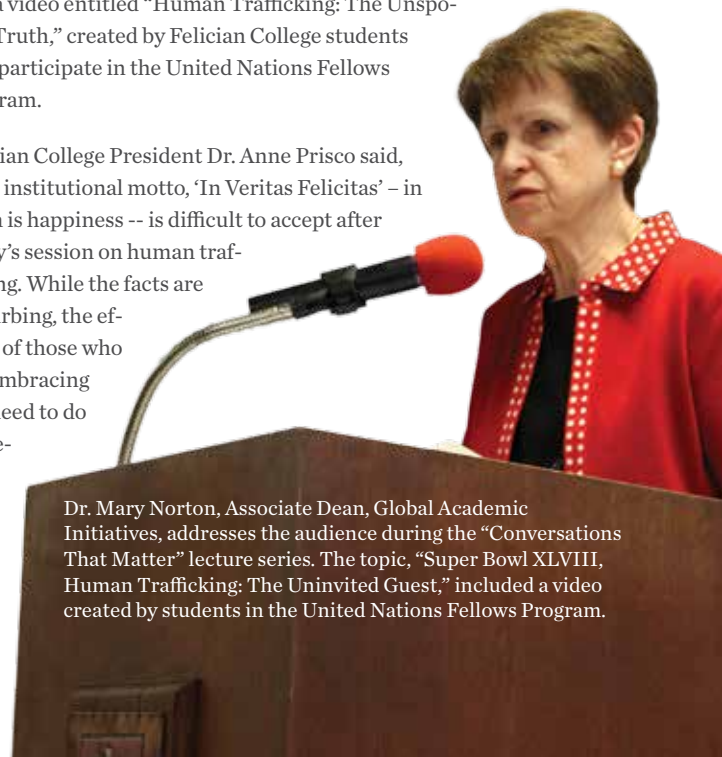 a video entitled “Human Trafficking: The Unspo-
Truth,” created by Felician College students
participate in the United Nations Fellows
ram.
ian College President Dr. Anne Prisco said,
institutional motto, ‘In Veritas Felicitas’ – in
is happiness -- is difficult to accept after
y’s session on human traf-
ng. While the facts are
urbing, the ef-
of those who
mbracing
eed to do
e-
Dr. Mary Norton, Associate Dean, Global Academic
Initiatives, addresses the audience during the “Conversations
That Matter” lecture series. The topic, “Super Bowl XLVIII,
Human Trafficking: The Uninvited Guest,” included a video
created by students in the United Nations Fellows Program.